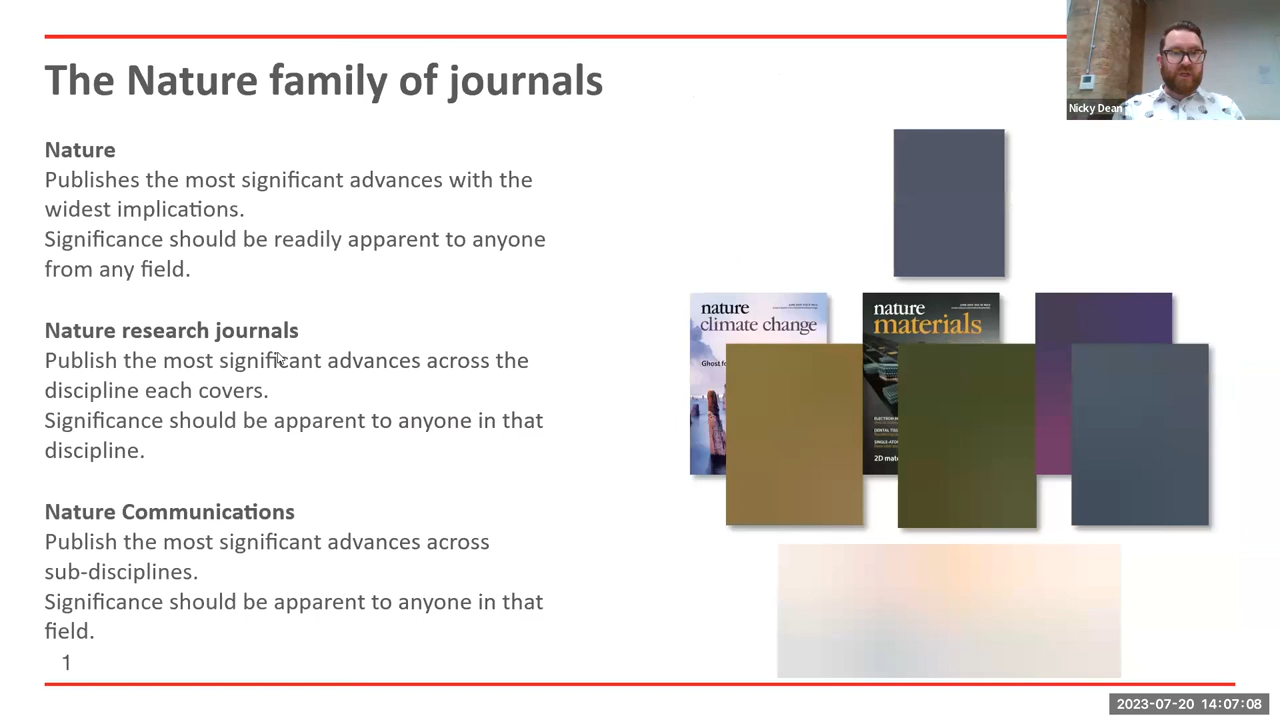 The Nature family of journals
Nicky Dean
Nature
Publishes the most significant advances with the
widest implications.
Significance should be readily apparent to anyone
from any field.
Nature research journals
Publish the most significant advances across the
discipline each covers.
Significance should be apparent to anyone in that
discipline.
Nature Communications
Publish the most significant advances across
sub-disciplines.
Significance should be apparent to anyone in that
field.
1
nature
climate change
Ghost
nature
materials
2D
2023-07-20 14:07:08